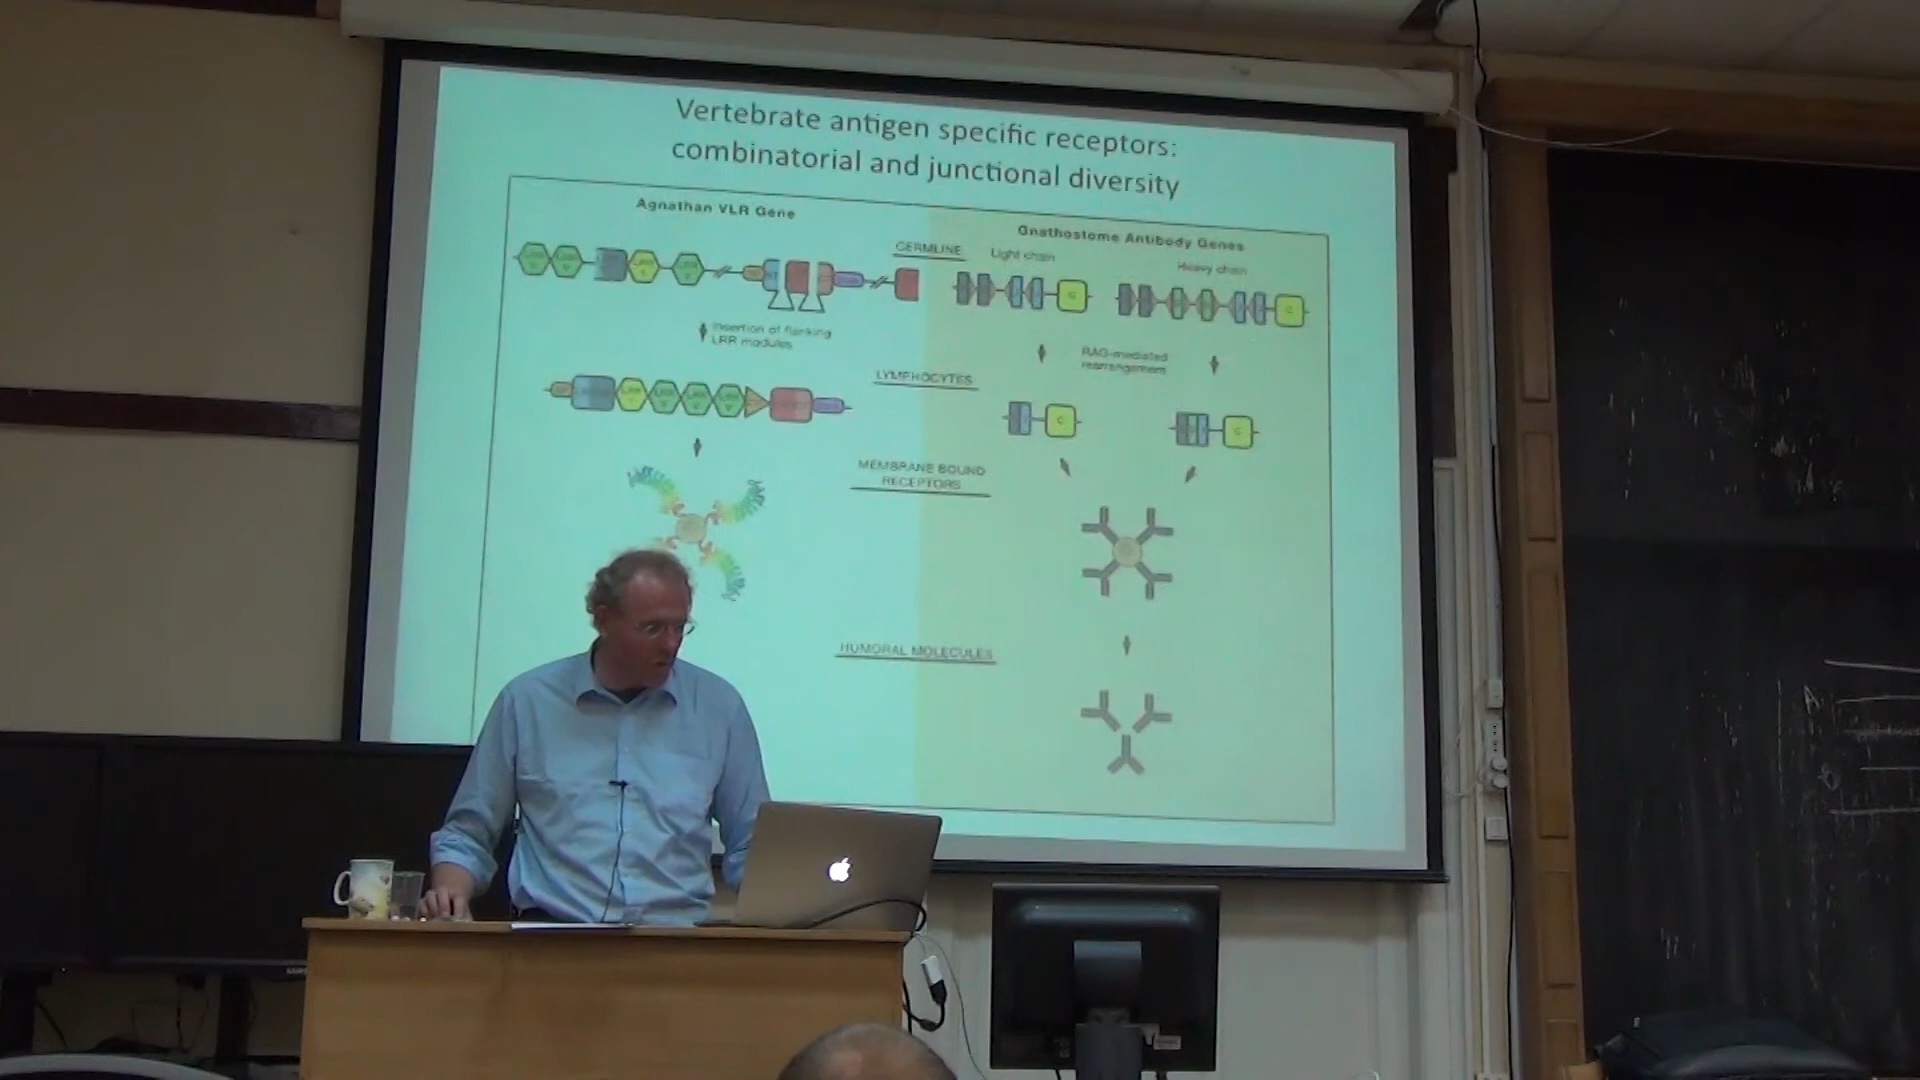 Vertebrate antigen specific receptors:
combinatorial and junctional diversity
Agnathan VLR Gene
Gnathostome Antibody Genes
GERMLINE
Light chain
Heavy chain
C
C
Insertion of flanking
LRR modules
RAG-mediated
rearrangement
LYMPHOCYTES
C
C
MEMBRANE BOUND
RECEPTORS
HUMORAL MOLECULES